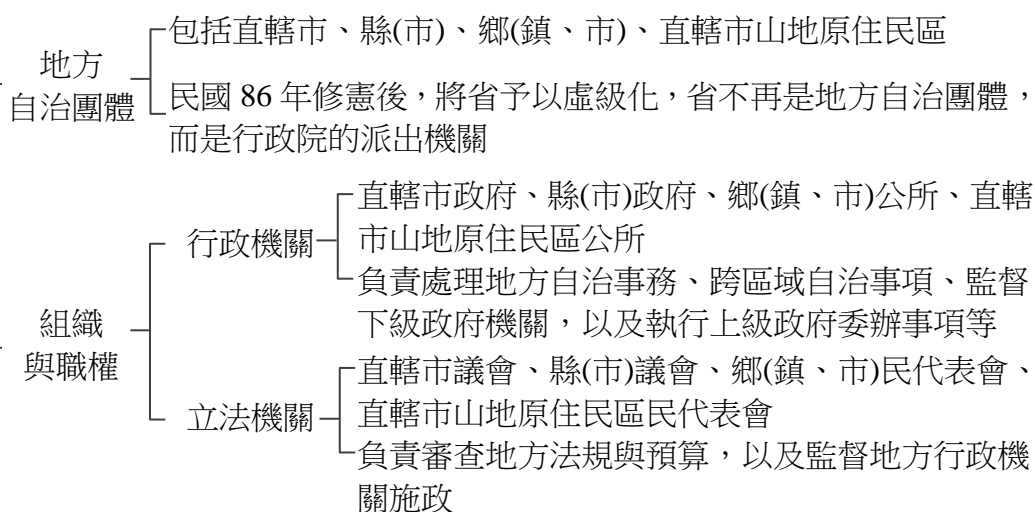 地方
自治團體
包括直轄市、縣(市)、鄉(鎮、市)、直轄市山地原住民區
民國 86 年修憲後，將省予以虛級化，省不再是地方自治團體，
而是行政院的派出機關
組織
與職權
行政機關
直轄市政府、縣(市)政府、鄉(鎮、市)公所、直轄
市山地原住民區公所
負責處理地方自治事務、跨區域自治事項、監督
下級政府機關，以及執行上級政府委辦事項等
立法機關
直轄市議會、縣(市)議會、鄉(鎮、市)民代表會、
直轄市山地原住民區民代表會
負責審查地方法規與預算，以及監督地方行政機
關施政